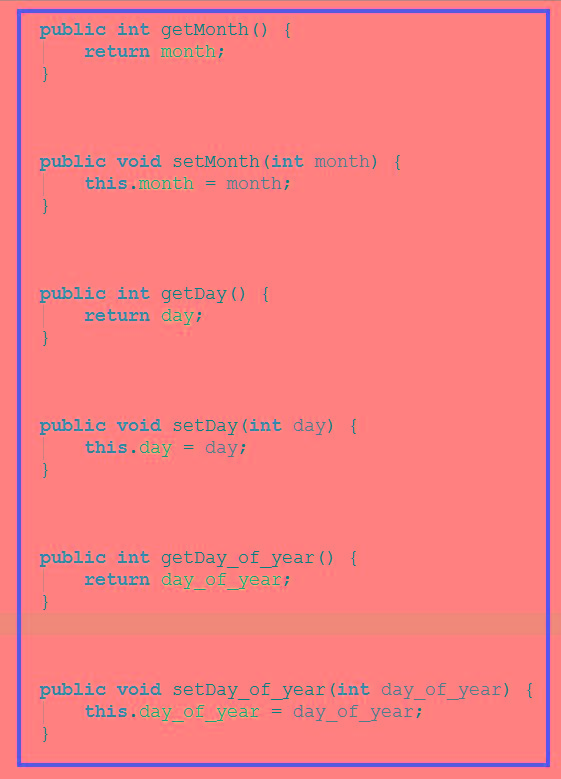 public int getMonth() {
    return month;
}
public void setMonth(int month) {
    this.month = month;
}
public int getDay() {
    return day;
}
public void setDay(int day) {
    this.day = day;
}
public int getDay_of_year() {
    return day_of_year;
}
public void setDay_of_year(int day_of_year) {
    this.day_of_year = day_of_year;
}